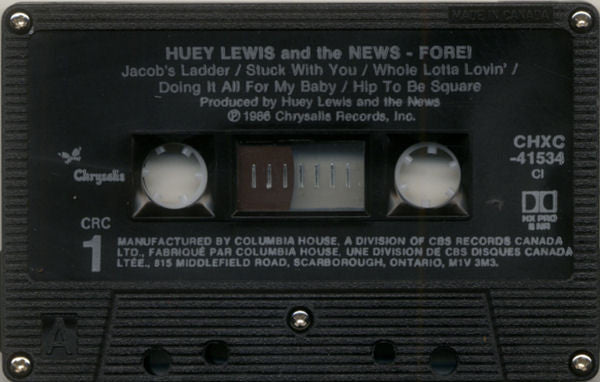 MADE IN CANADA
HUEY LEWIS and the NEWS - FORE!
Jacob's Ladder / Stuck With You / Whole Lotta Lovin' /
Doing It All For My Baby / Hip To Be Square
Produced by Huey Lewis and the News
℗ 1986 Chrysalis Records, Inc.
Chrysalis
CHXC
-41534
CI
HX PRO
B NR
CRC
1
MANUFACTURED BY COLUMBIA HOUSE, A DIVISION OF CBS RECORDS CANADA
LTD., FABRIQUÉ PAR COLUMBIA HOUSE, UNE DIVISION DE CBS DISQUES CANADA
LTÉE., 815 MIDDLEFIELD ROAD, SCARBOROUGH, ONTARIO, M1V 3M3.
A